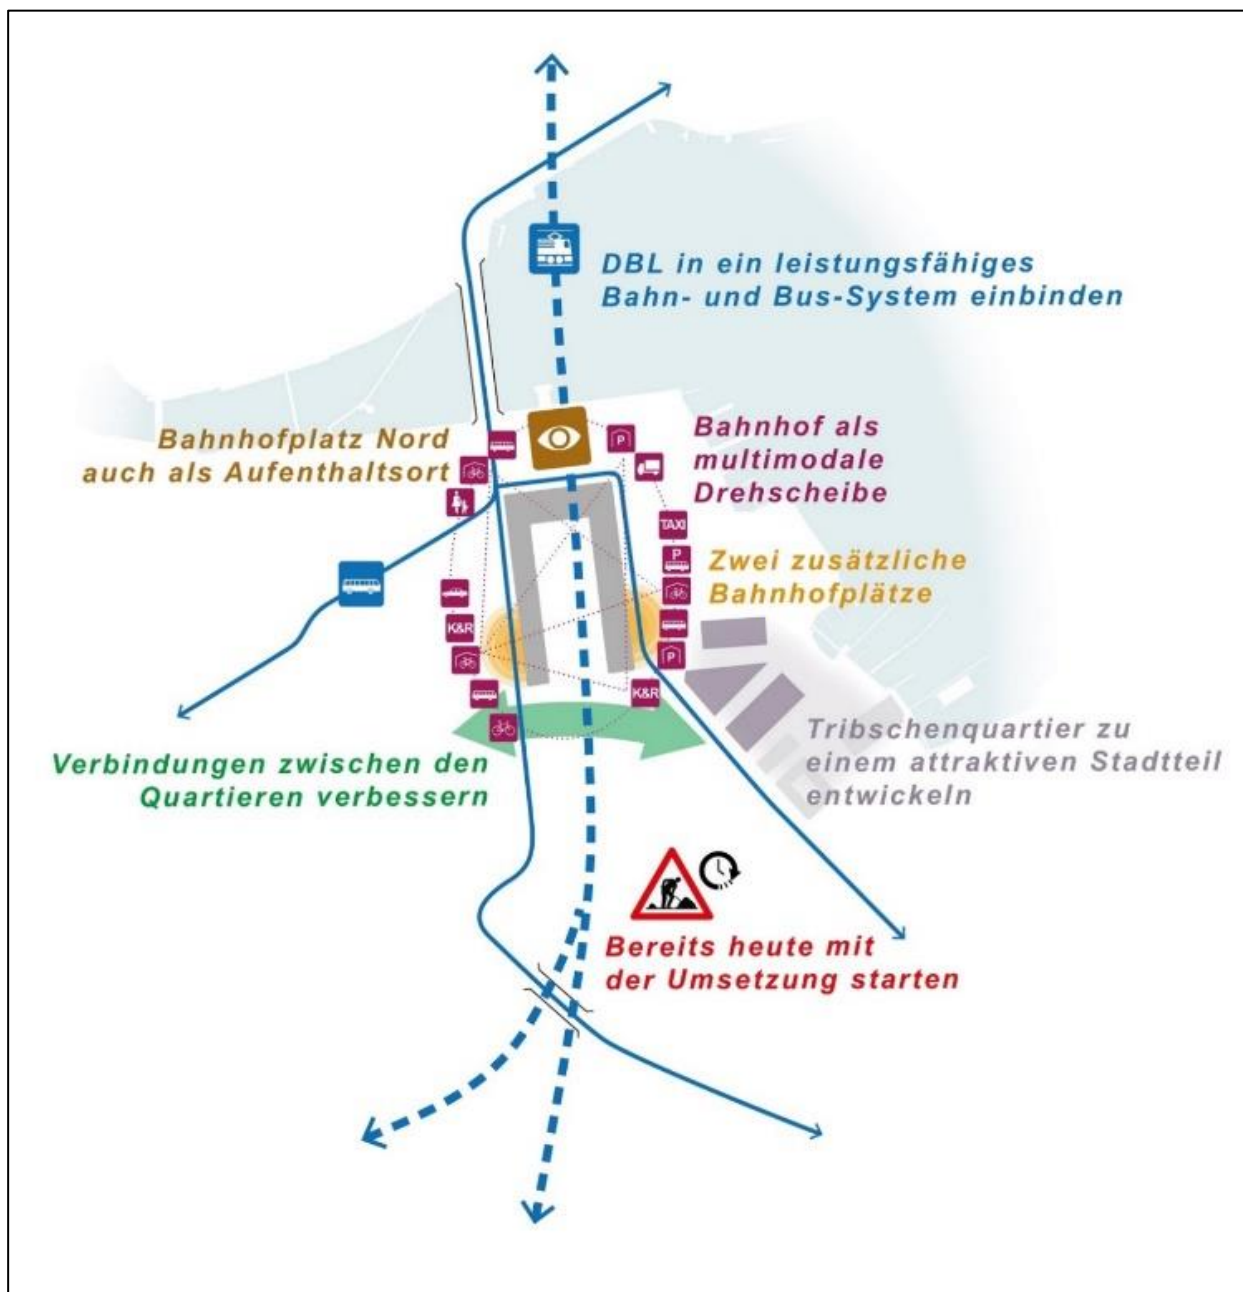 DBL in ein leistungsfähiges
Bahn- und Bus-System einbinden
Bahnhofplatz Nord
auch als Aufenthaltsort
Bahnhof als
multimodale
Drehscheibe
P
TAXI
P
Zwei zusätzliche
Bahnhofplätze
K&R
P
K&R
Tribschenquartier zu
einem attraktiven Stadtteil
entwickeln
Verbindungen zwischen den
Quartieren verbessern
Bereits heute mit
der Umsetzung starten